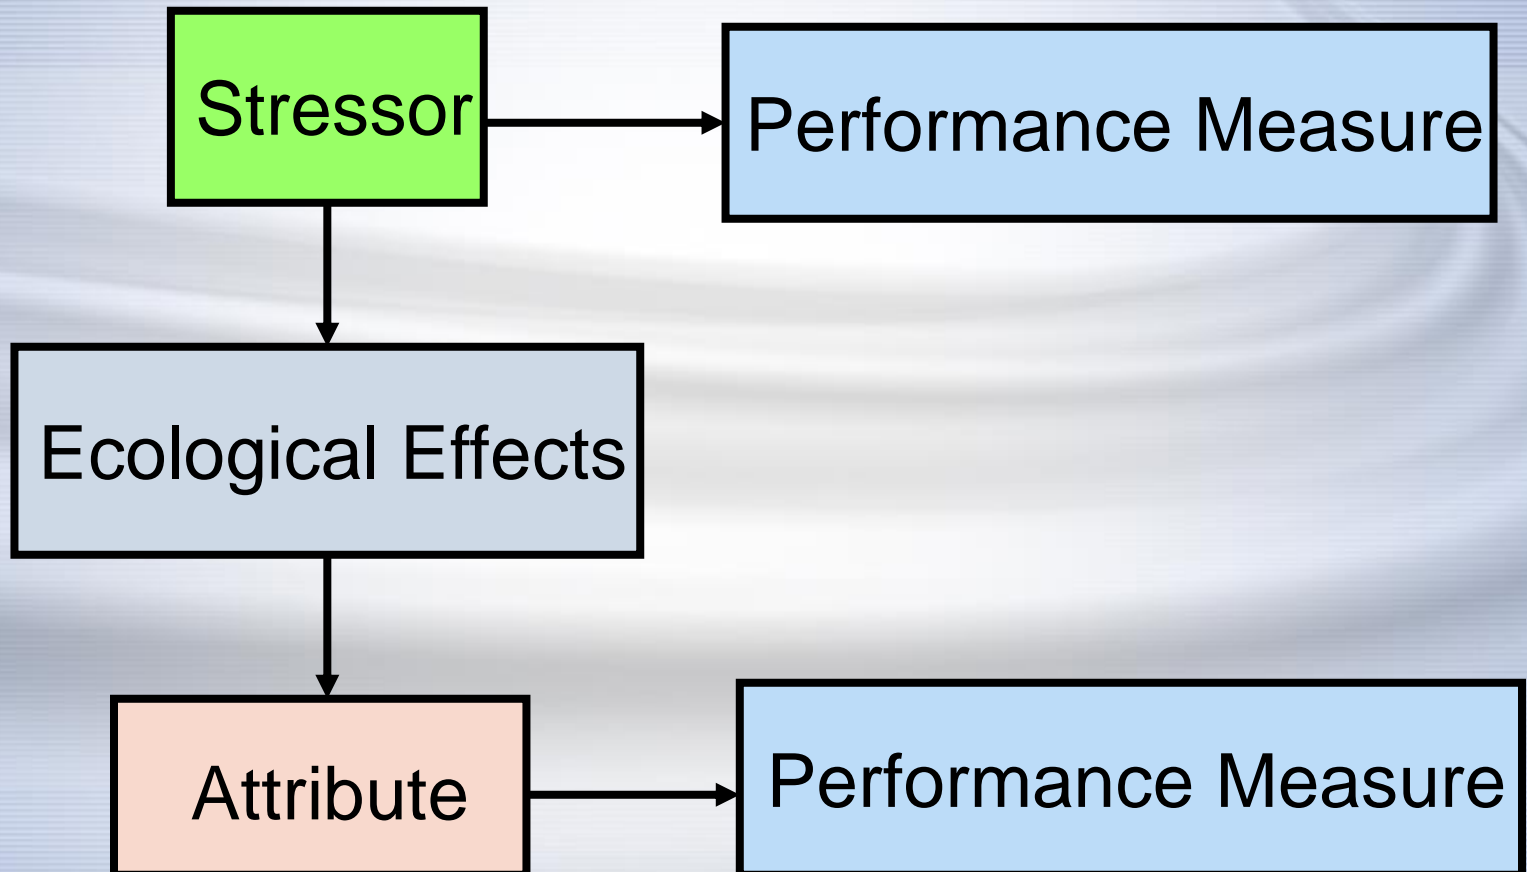 Stressor
Performance Measure
Ecological Effects
Attribute
Performance Measure